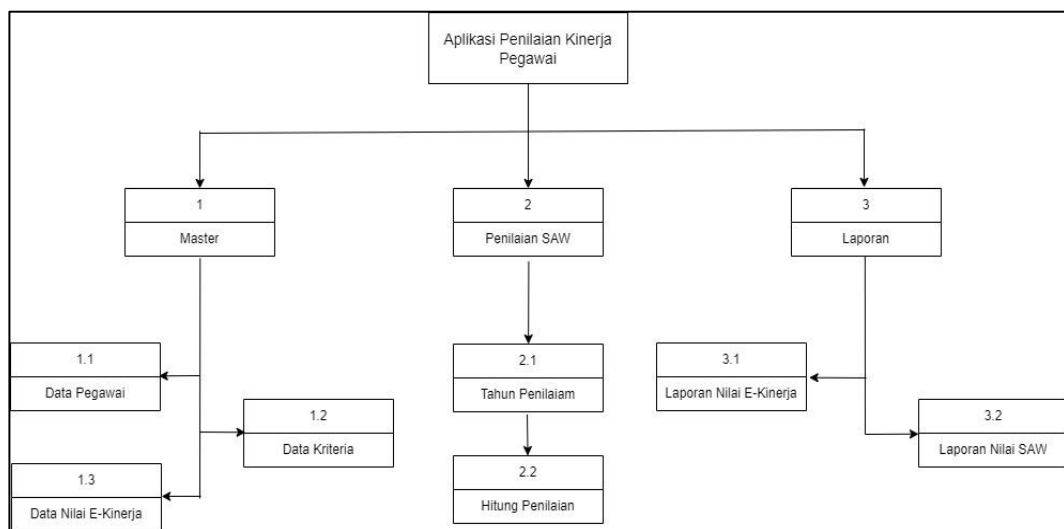 Aplikasi Penilaian Kinerja
Pegawai
1
Master
2
Penilaian SAW
3
Laporan
1.1
Data Pegawai
1.2
Data Kriteria
1.3
Data Nilai E-Kinerja
2.1
Tahun Penilaiam
2.2
Hitung Penilaian
3.1
Laporan Nilai E-Kinerja
3.2
Laporan Nilai SAW